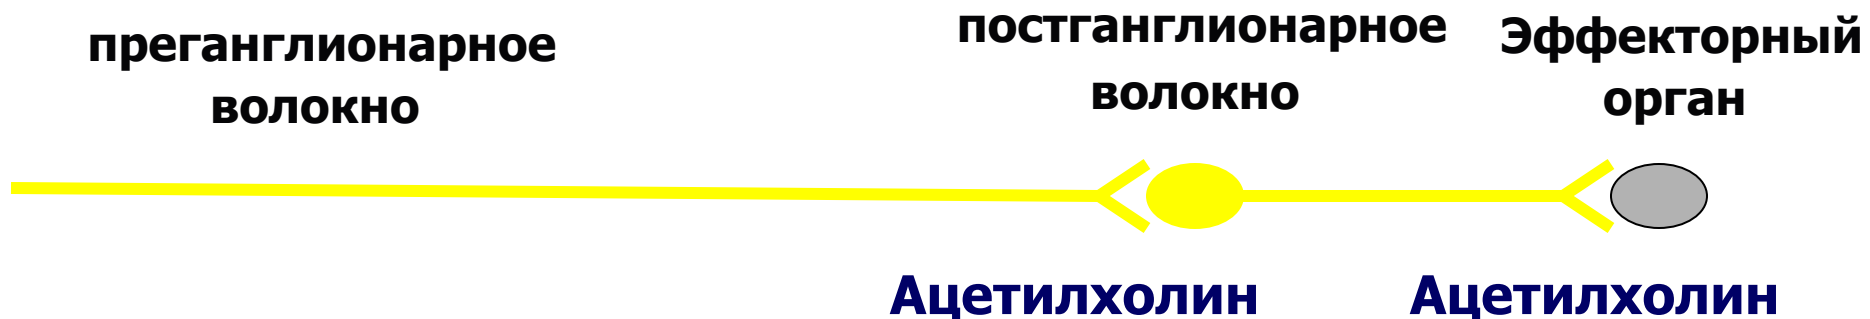 преганглионарное
волокно
постганглионарное
волокно
Эффекторный
орган
Ацетилхолин
Ацетилхолин